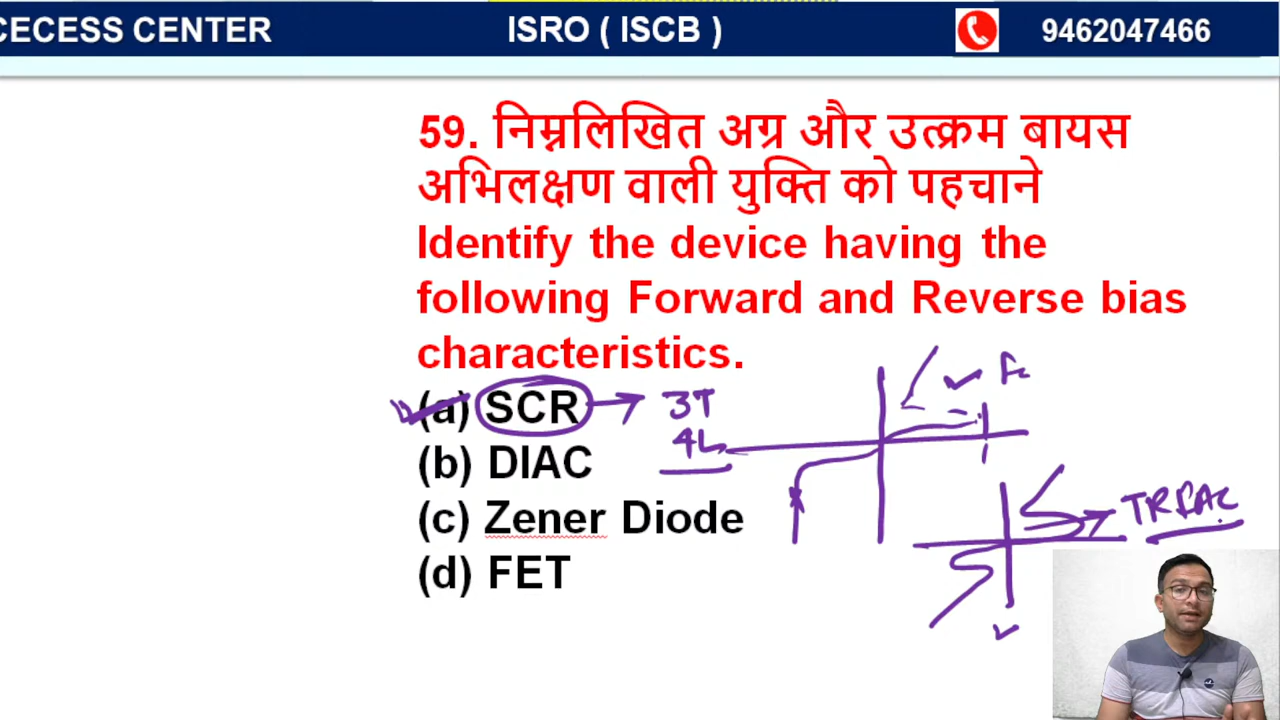 CECESS CENTER
ISRO ( ISCB )
9462047466
59. निम्नलिखित अग्र और उत्क्रम बायस
अभिलक्षण वाली युक्ति को पहचाने
Identify the device having the
following Forward and Reverse bias
characteristics.
(a) SCR
3T
4L
(b) DIAC
(c) Zener Diode
(d) FET
TRIAC